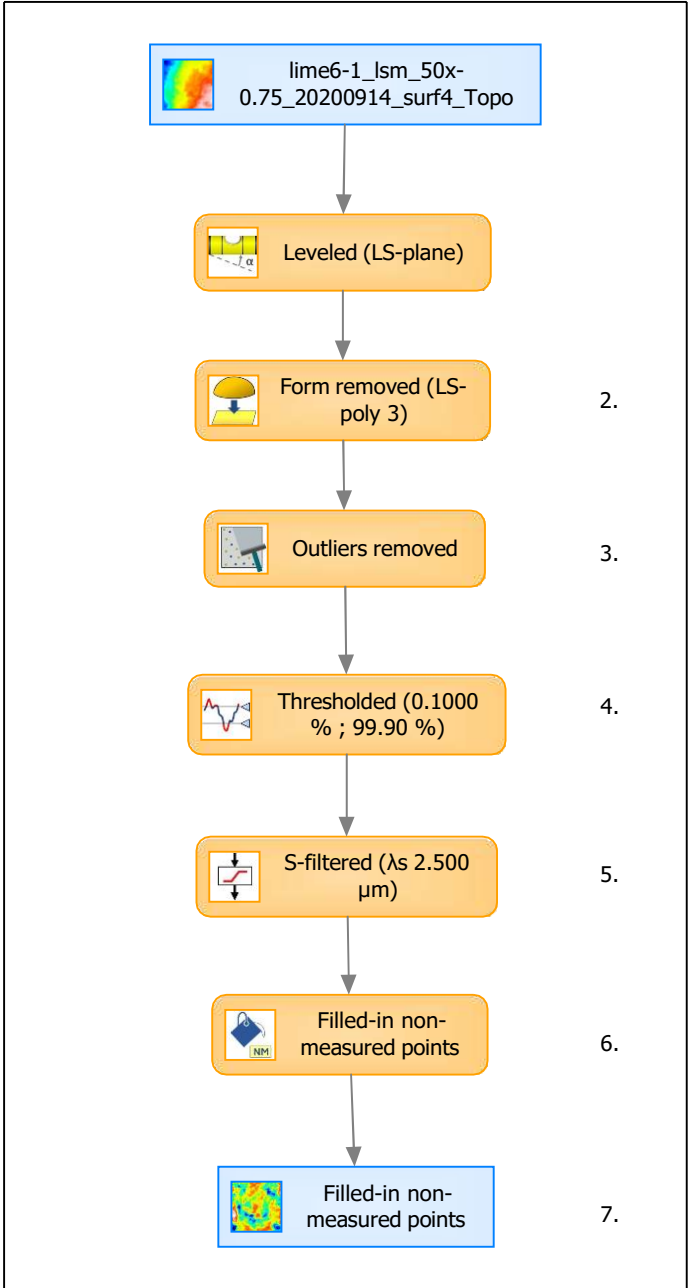 lime6-1_lsm_50x-
0.75_20200914_surf4_Topo
α
Leveled (LS-plane)
Form removed (LS-
poly 3)
2.
Outliers removed
3.
Thresholded (0.1000
% ; 99.90 %)
4.
S-filtered (λs 2.500
µm)
5.
NM
Filled-in non-
measured points
6.
Filled-in non-
measured points
7.